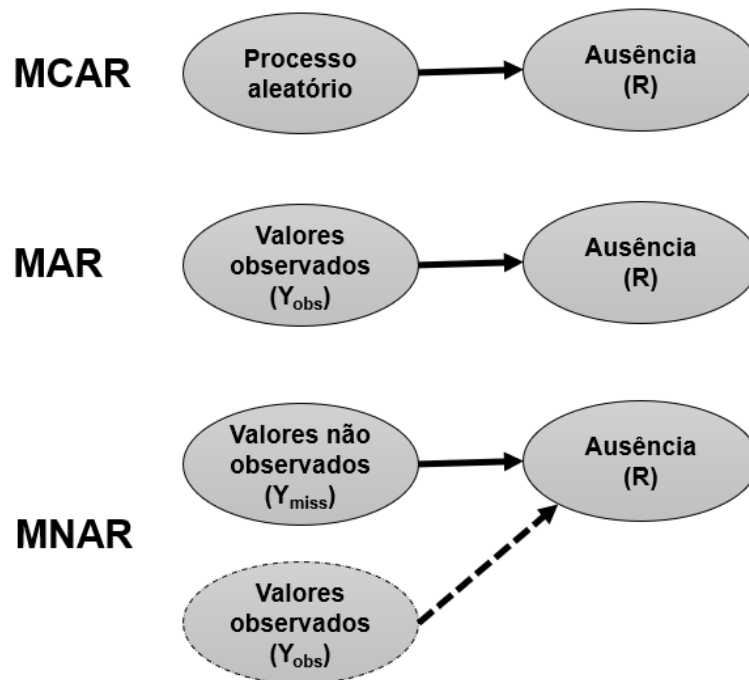 MCAR
Processo
aleatório
Ausência
(R)
MAR
Valores
observados
(Yobs)
Ausência
(R)
MNAR
Valores não
observados
(Ymiss)
Ausência
(R)
Valores
observados
(Yobs)